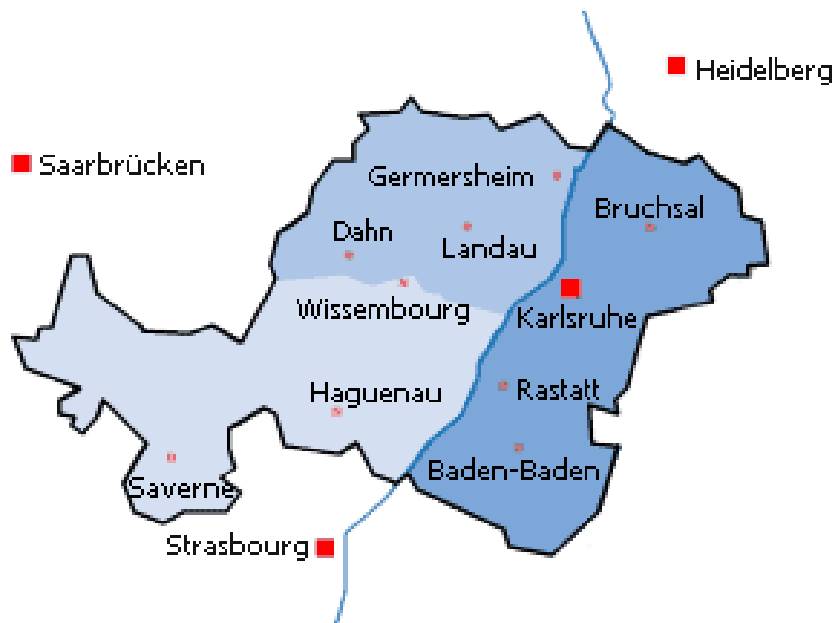 Heidelberg
Saarbrücken
Germersheim
Bruchsal
Dahn
Landau
Wissembourg
Karlsruhe
Haguenau
Rastatt
Baden-Baden
Saverne
Strasbourg